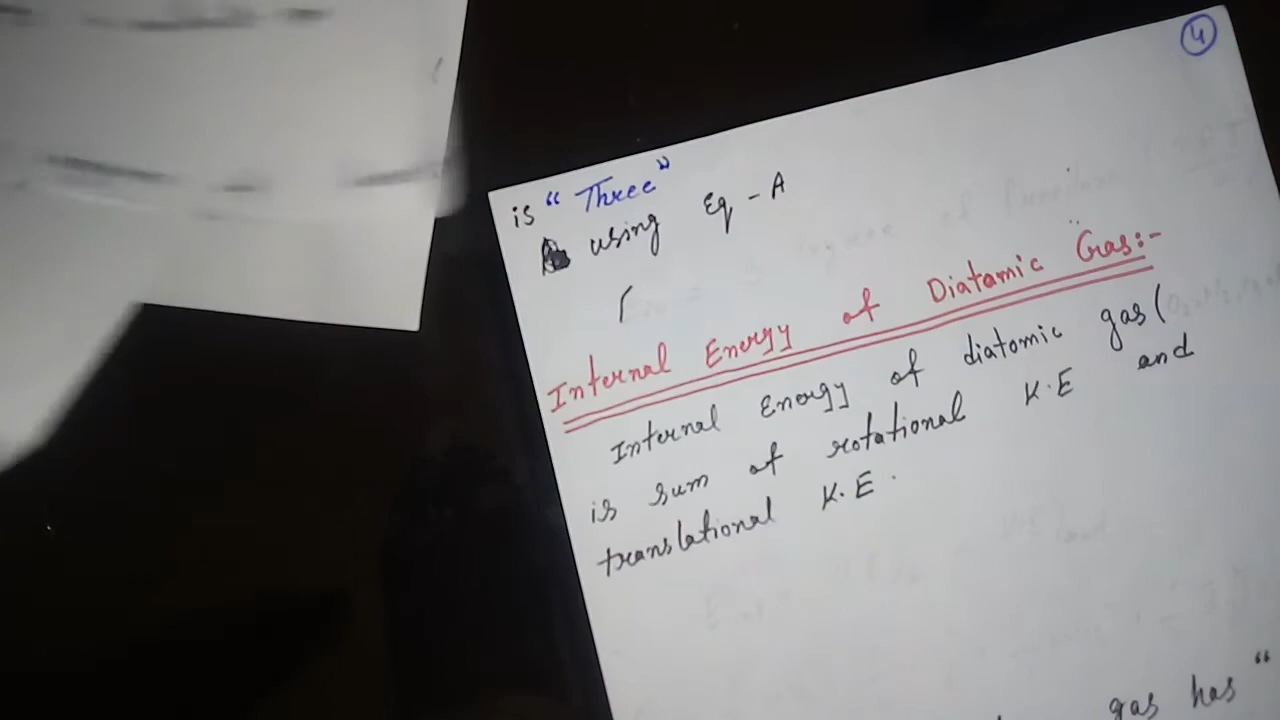 4
is " Three "
using Eq - A
(
Internal Energy of Diatamic Gas:-
Internal Energy of diatomic gas (
is sum of rotational K.E and
translational K.E.
gas has "